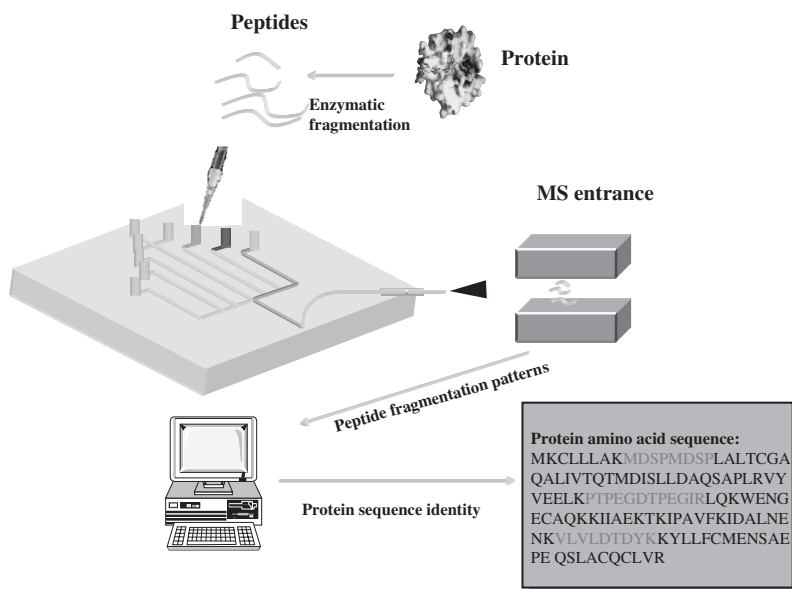 Peptides
Protein
Enzymatic
fragmentation
MS entrance
Peptide fragmentation patterns
Protein sequence identity
Protein amino acid sequence:
MKCLLLAKMDSPMDSPLALTCGA
QALIVTQTMDISLLDAQSAPLRVY
VEELKPTPEGDTPEGIRLQKWENG
ECAQKKIIAEKTKIPAVFKIDALNE
NKVLVLDTDYKKYLLFCMENSAE
PE QSLACQCLVR